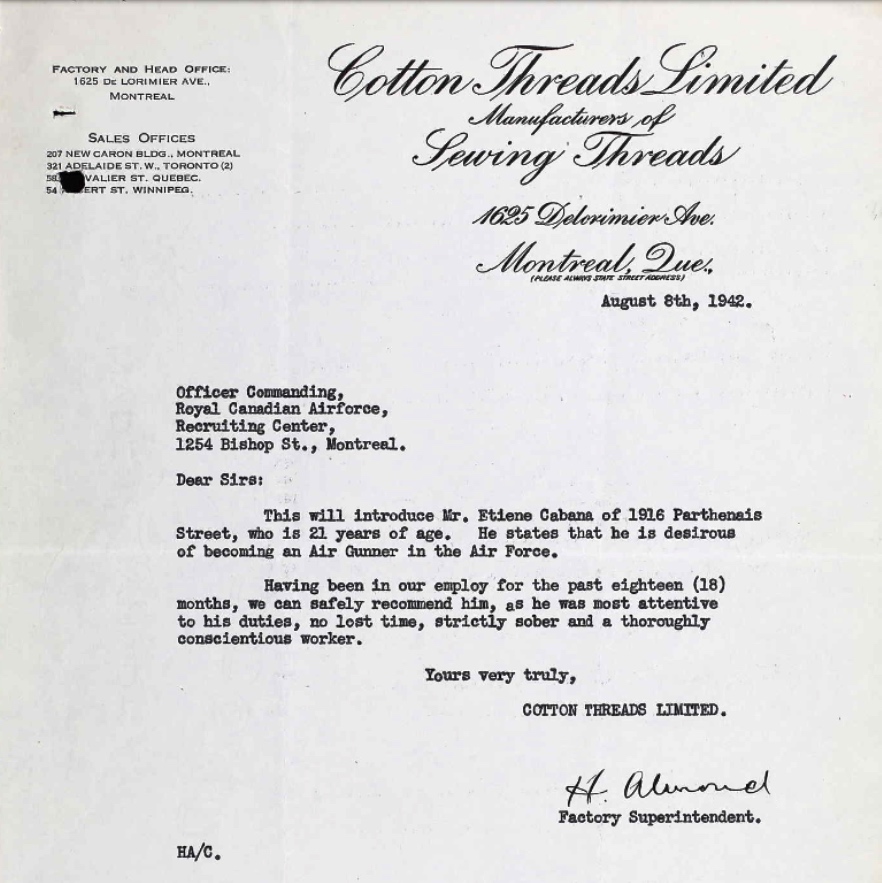 FACTORY AND HEAD OFFICE:
1625 DE LORIMIER AVE.,
MONTREAL
SALES OFFICES
207 NEW CARON BLDG., MONTREAL
321 ADELAIDE ST. W., TORONTO (2)
VALIER ST. QUEBEC.
ERT ST. WINNIPEG.
Cotton Threads Limited
Manufacturers of
Sewing Threads
1625 Delorimier Ave.
Montreal, Que.,
(PLEASE ALWAYS STATE STREET ADDRESS)
August 8th, 1942.
Officer Commanding,
Royal Canadian Airforce,
Recruiting Center,
1254 Bishop St., Montreal.
Dear Sirs:
This will introduce Mr. Etiene Cabana of 1916 Parthenais
Street, who is 21 years of age. He states that he is desirous
of becoming an Air Gunner in the Air Force.
Having been in our employ for the past eighteen (18)
months, we can safely recommend him, as he was most attentive
to his duties, no lost time, strictly sober and a thoroughly
conscientious worker.
Yours very truly,
COTTON THREADS LIMITED.
H. Almond
Factory Superintendent.
HA/C.